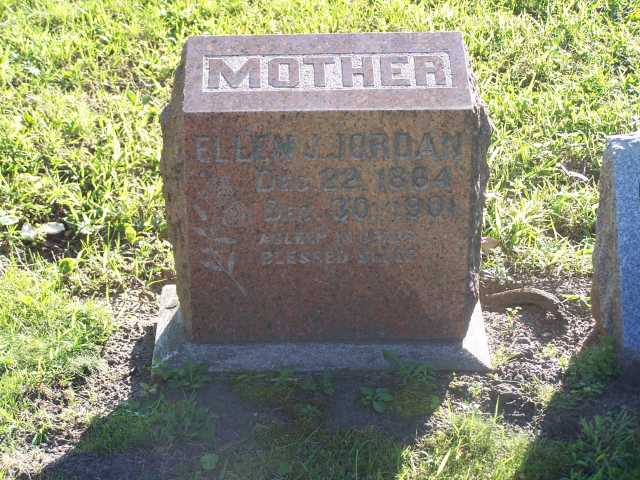 MOTHER
ELLEN J. JORDAN
DEC. 22, 1864
DEC. 30, 1901
ASLEEP IN JESUS
BLESSED SLEEP